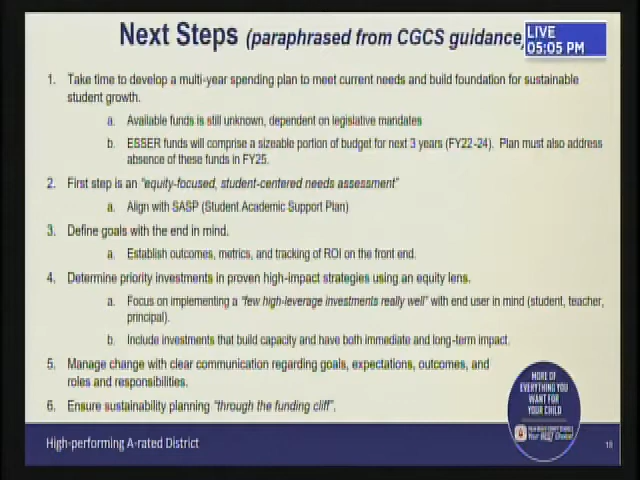 Next Steps (paraphrased from CGCS guidance)
LIVE
05:05 PM
1. Take time to develop a multi-year spending plan to meet current needs and build foundation for sustainable
student growth.
a. Available funds is still unknown, dependent on legislative mandates
b. ESSER funds will comprise a sizeable portion of budget for next 3 years (FY22-24). Plan must also address
absence of these funds in FY25.
2. First step is an "equity-focused, student-centered needs assessment"
a. Align with SASP (Student Academic Support Plan)
3. Define goals with the end in mind.
a. Establish outcomes, metrics, and tracking of ROI on the front end.
4. Determine priority investments in proven high-impact strategies using an equity lens.
a. Focus on implementing a "few high-leverage investments really well" with end user in mind (student, teacher,
principal).
b. Include investments that build capacity and have both immediate and long-term impact.
5. Manage change with clear communication regarding goals, expectations, outcomes, and
roles and responsibilities.
6. Ensure sustainability planning "through the funding cliff".
MORE OF
EVERYTHING YOU
WANT FOR
YOUR CHILD
Your BEST Choice!
High-performing A-rated District